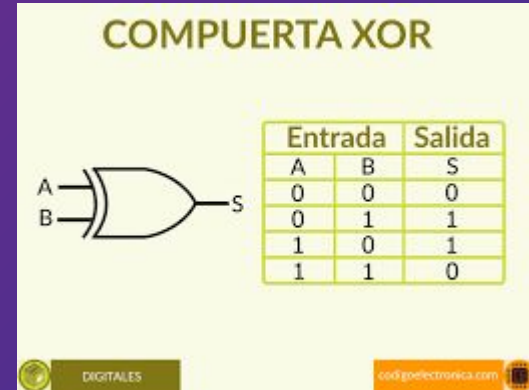 COMPUERTA XOR
A
B
S
Entrada Salida
A B S
0 0 0
0 1 1
1 0 1
1 1 0
DIGITALES
codigoelectronica.com